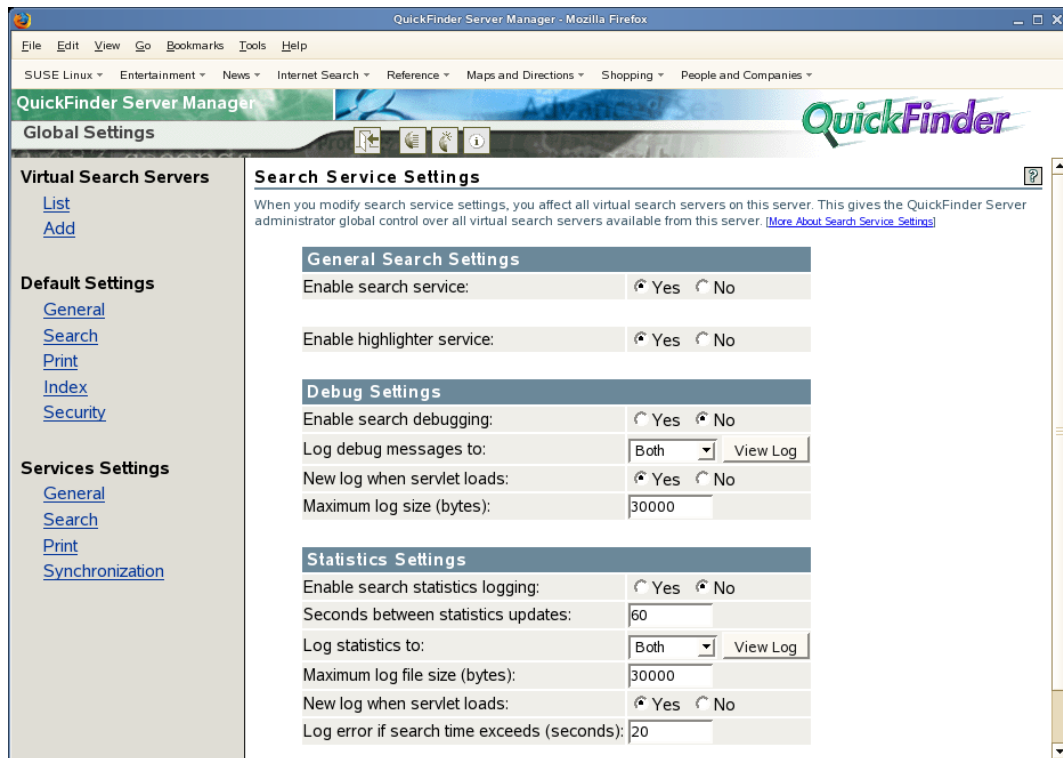 QuickFinder Server Manager - Mozilla Firefox
File Edit View Go Bookmarks Tools Help
SUSE Linux Entertainment News Internet Search Reference Maps and Directions Shopping People and Companies
QuickFinder Server Manager
Global Settings
QuickFinder
Virtual Search Servers
List
Add
Default Settings
General
Search
Print
Index
Security
Services Settings
General
Search
Print
Synchronization
Search Service Settings
When you modify search service settings, you affect all virtual search servers on this server. This gives the QuickFinder Server
administrator global control over all virtual search servers available from this server. [More About Search Service Settings]
General Search Settings
Enable search service: Yes No
Enable highlighter service: Yes No
Debug Settings
Enable search debugging: Yes No
Log debug messages to: Both View Log
New log when servlet loads: Yes No
Maximum log size (bytes): 30000
Statistics Settings
Enable search statistics logging: Yes No
Seconds between statistics updates: 60
Log statistics to: Both View Log
Maximum log file size (bytes): 30000
New log when servlet loads: Yes No
Log error if search time exceeds (seconds): 20